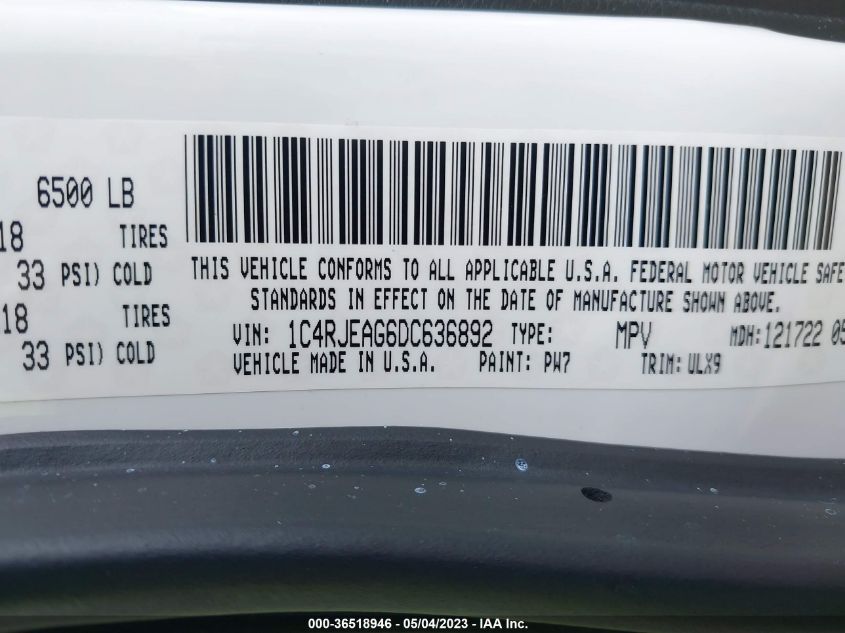 6500 LB
18 TIRES
33 PSI) COLD
18 TIRES
33 PSI) COLD
THIS VEHICLE CONFORMS TO ALL APPLICABLE U.S.A. FEDERAL MOTOR VEHICLE SAFE
STANDARDS IN EFFECT ON THE DATE OF MANUFACTURE SHOWN ABOVE.
VIN: 1C4RJEAG6DC636892 TYPE: MPV MDH: 121722 05
VEHICLE MADE IN U.S.A. PAINT: PW7 TRIM: ULX9
000-36518946 - 05/04/2023 - IAA Inc.